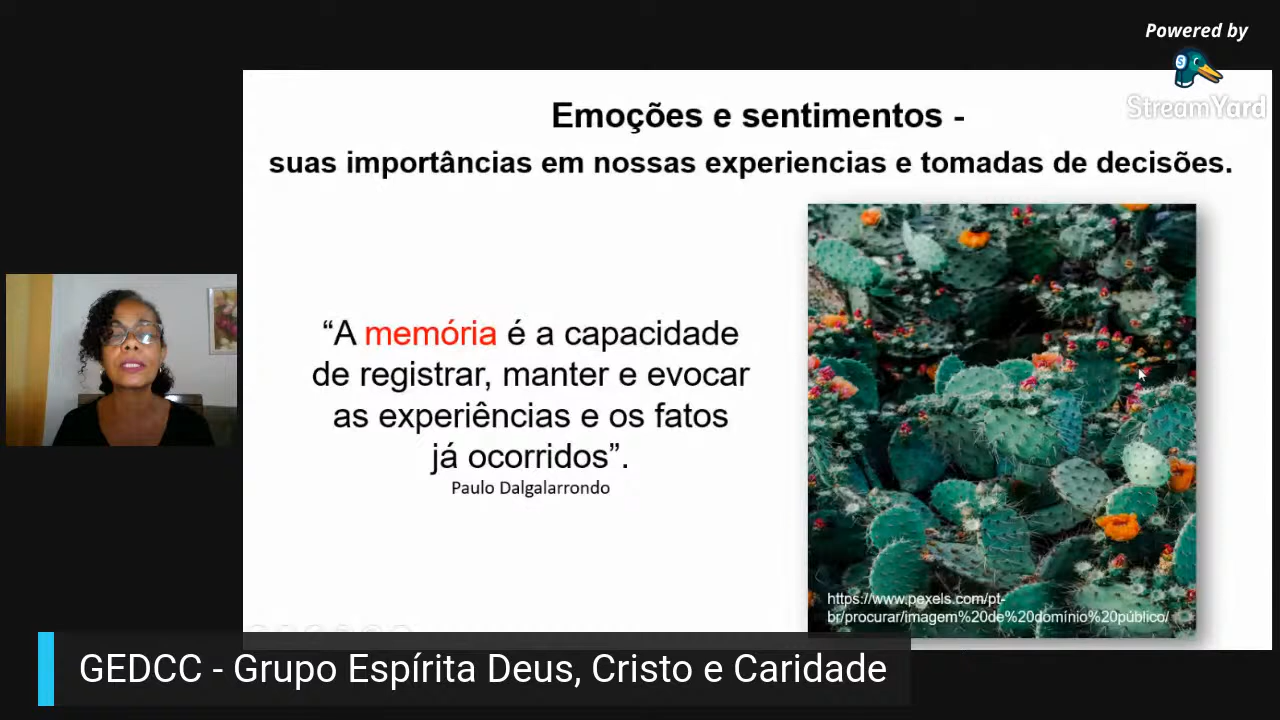 Powered by
StreamYard
Emoções e sentimentos -
suas importâncias em nossas experiencias e tomadas de decisões.
“A memória é a capacidade
de registrar, manter e evocar
as experiências e os fatos
já ocorridos”.
Paulo Dalgalarrondo
https://www.pexels.com/pt-
br/procurar/imagem%20de%20domínio%20público/
GEDCC - Grupo Espírita Deus, Cristo e Caridade